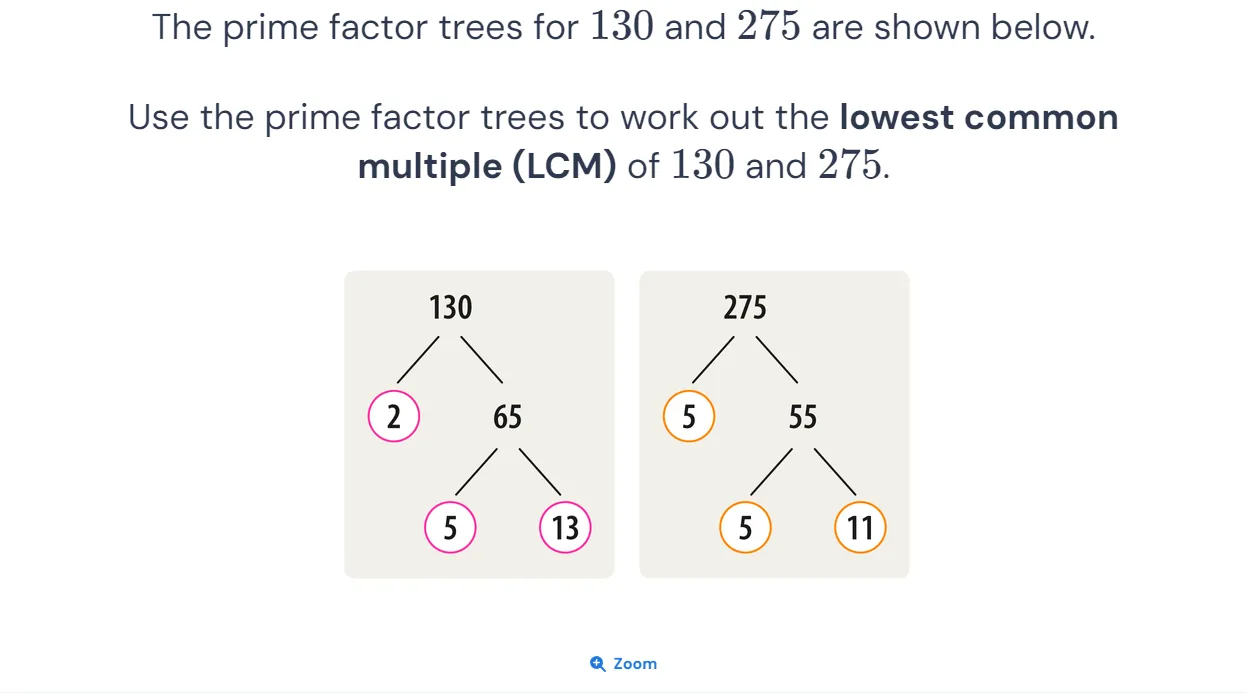 The prime factor trees for 130 and 275 are shown below.
Use the prime factor trees to work out the lowest common
multiple (LCM) of 130 and 275.
130
2
65
5
13
275
5
55
5
11
Zoom